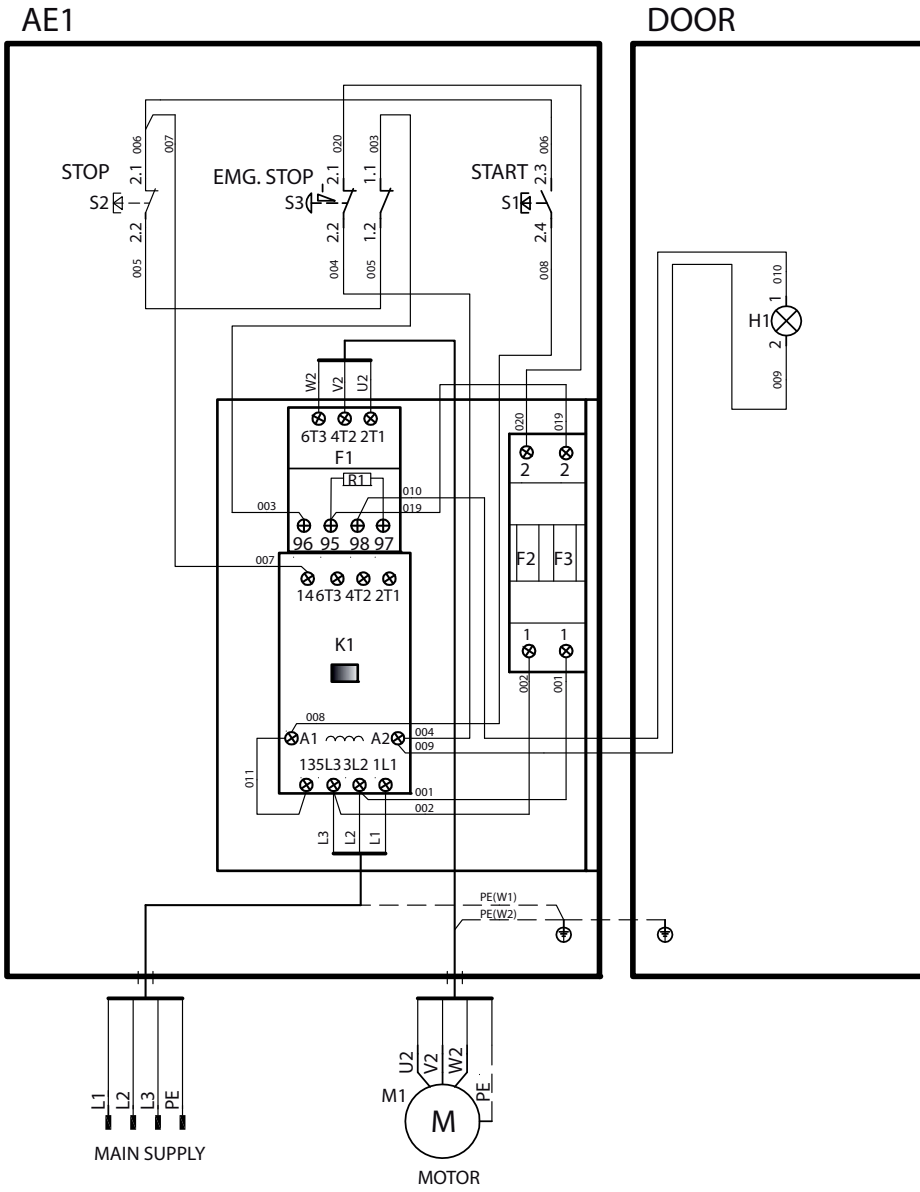 AE1
DOOR
006
007
020
003
006
STOP
2.1
EMG. STOP
2.1
1.1
START
2.3
S2
S3
S1
2.2
2.2
1.2
2.4
005
004
005
008
010
1
H1
2
009
W2
V2
U2
020
019
6T3 4T2 2T1
F1
2
2
R1
010
003
019
96 95 98 97
F2
F3
007
14 6T3 4T2 2T1
K1
1
1
002
001
008
A1
A2
004
009
13 5L3 3L2 1L1
011
001
002
L3
L2
L1
PE(W1)
PE(W2)
L1
L2
L3
PE
MAIN SUPPLY
U2
V2
W2
PE
M1
M
MOTOR